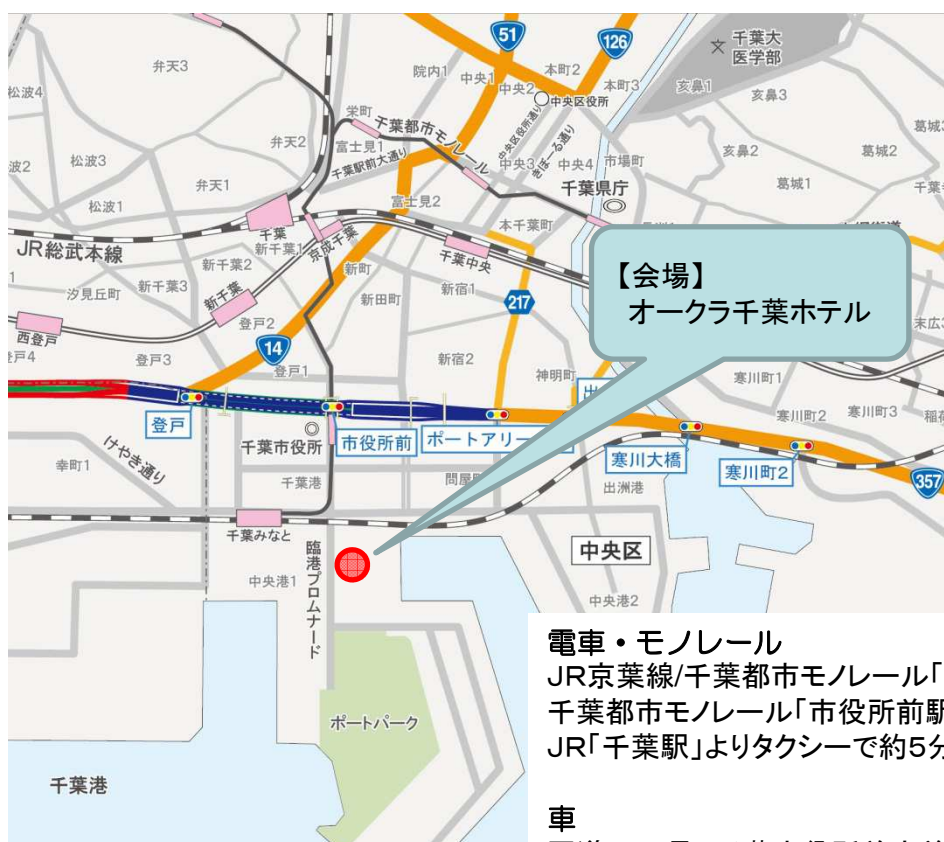 51
126
千葉大
医学部
弁天3
院内1
中央1
本町2
中央2
中央区役所
本町3
亥鼻1
亥鼻3
松波4
栄町
千葉都市モノレール
中央区役所通り
きぼーる通り
葛城3
弁天2
富士見1
千葉駅前大通り
中央3
中央4
市場町
亥鼻2
葛城2
波2
松波3
弁天1
千葉県庁
葛城1
松波1
富士見2
本千葉町
JR総武本線
千葉
新千葉1
京成千葉
千葉中央
新千葉2
新町
【会場】
オークラ千葉ホテル
汐見丘町
新千葉3
新千葉
新田町
新宿1
217
末広3
西登戸
登戸2
登戸4
登戸3
14
登戸1
新宿2
神明町
寒川町1
登戸
市役所前
ポートアリー
寒川町2
寒川町3
千葉市役所
寒川大橋
寒川町2
幸町1
けやき通り
千葉港
出洲港
357
千葉みなと
臨港プロムナード
中央港1
中央区
中央港2
ポートパーク
千葉港
電車・モノレール
JR京葉線/千葉都市モノレール「
千葉都市モノレール「市役所前駅
JR「千葉駅」よりタクシーで約5分
車